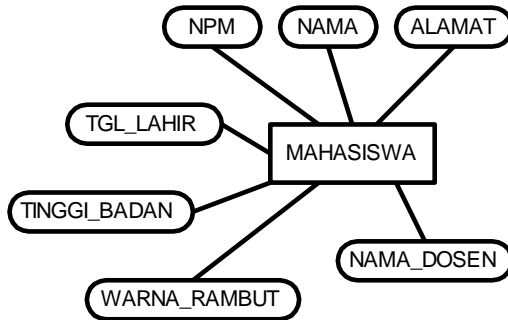 NPM
NAMA
ALAMAT
TGL_LAHIR
MAHASISWA
TINGGI_BADAN
NAMA_DOSEN
WARNA_RAMBUT